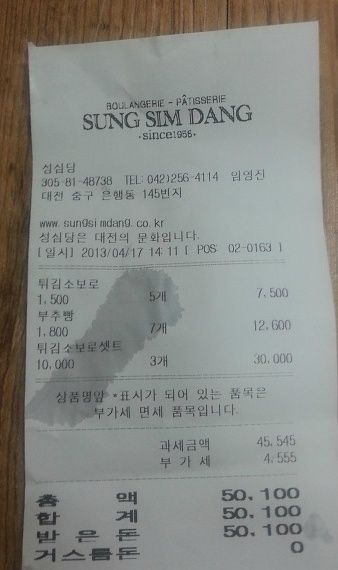 BOULANGERIE - PÂTISSERIE
SUNG SIM DANG
·since1956·
성심당
305-81-48738 TEL:042)256-4114 임영진
대전 중구 은행동 145번지
www.sungsimdang.co.kr
성심당은 대전의 문화입니다.
[일시] 2013/04/17 14:11 [ POS: 02-0163 ]
튀김소보로
1,500 5개 7,500
부추빵
1,800 7개 12,600
튀김소보로셋트
10,000 3개 30,000
상품명앞 *표시가 되어 있는 품목은
부가세 면세 품목입니다.
과세금액 45,545
부 가 세 4,555
총 액 50,100
합 계 50,100
받 은 돈 50,100
거스름돈 0